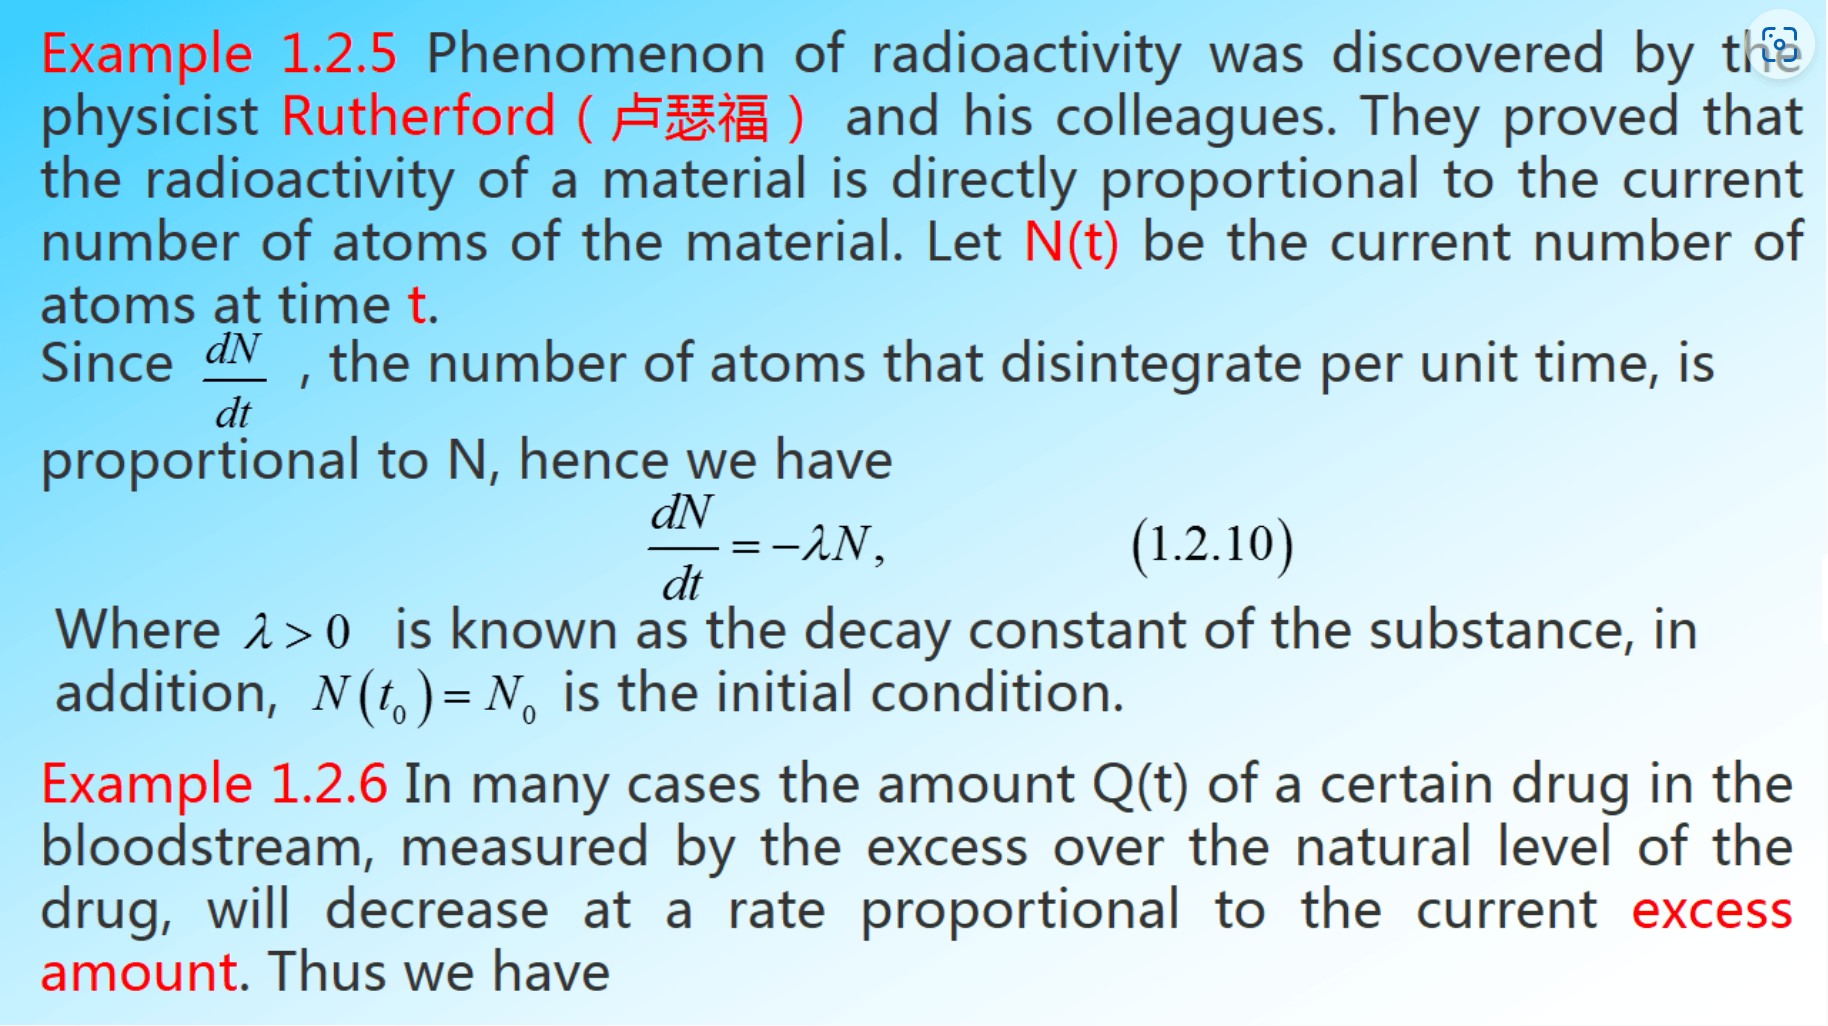 Example 1.2.5 Phenomenon of radioactivity was discovered by the
physicist Rutherford（卢瑟福） and his colleagues. They proved that
the radioactivity of a material is directly proportional to the current
number of atoms of the material. Let N(t) be the current number of
atoms at time t.
Since dN/dt , the number of atoms that disintegrate per unit time, is
proportional to N, hence we have
dN/dt = −λN, (1.2.10)
Where λ > 0 is known as the decay constant of the substance, in
addition, N(t₀) = N₀ is the initial condition.
Example 1.2.6 In many cases the amount Q(t) of a certain drug in the
bloodstream, measured by the excess over the natural level of the
drug, will decrease at a rate proportional to the current excess
amount. Thus we have